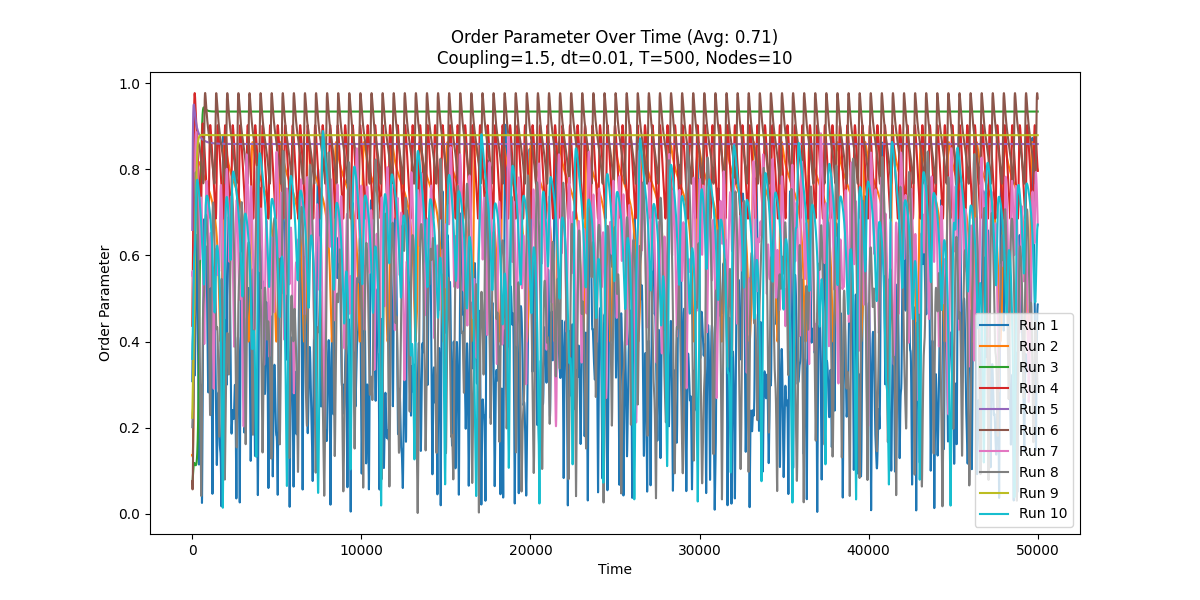 Order Parameter Over Time (Avg: 0.71)
Coupling=1.5, dt=0.01, T=500, Nodes=10
1.0
0.8
0.6
0.4
0.2
0.0
Order Parameter
Run 1
Run 2
Run 3
Run 4
Run 5
Run 6
Run 7
Run 8
Run 9
Run 10
0
10000
20000
30000
40000
50000
Time